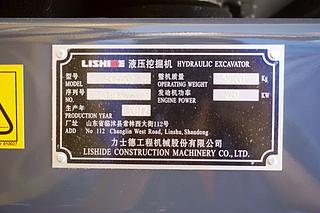 LISHIDE 液压挖掘机 HYDRAULIC EXCAVATOR
型号 整机质量 Kg
MODEL OPERATING WEIGHT
序列号 发动机功率 KW
ENGINE POWER
生产年
PRODUCTION YEAR
厂址 山东省临沭县常林西大街112号
ADD No 112 Changlin West Road, Linshu, Shandong
力士德工程机械股份有限公司
LISHIDE CONSTRUCTION MACHINERY CO., LTD.